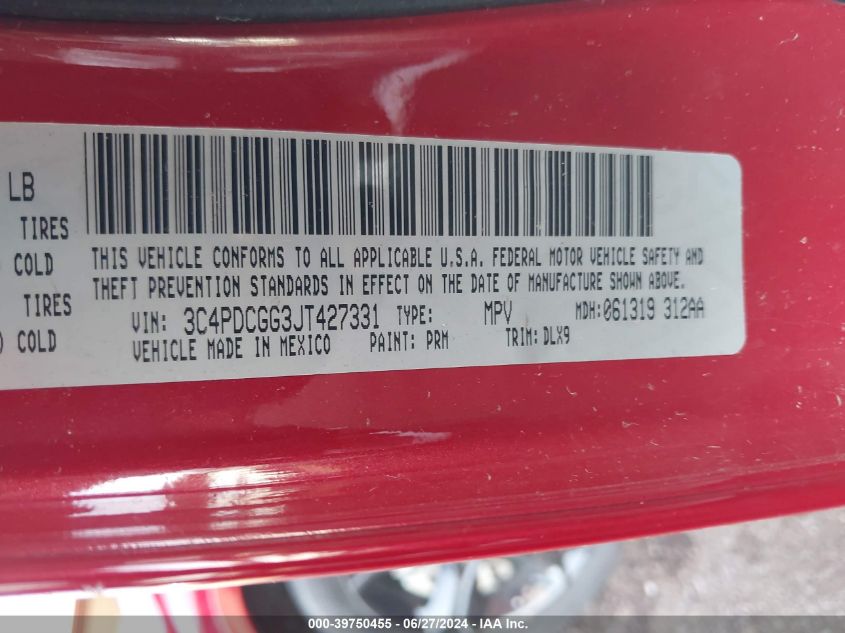 LB
TIRES
COLD
TIRES
COLD
THIS VEHICLE CONFORMS TO ALL APPLICABLE U.S.A. FEDERAL MOTOR VEHICLE SAFETY AND
THEFT PREVENTION STANDARDS IN EFFECT ON THE DATE OF MANUFACTURE SHOWN ABOVE.
VIN: 3C4PDCGG3JT427331 TYPE: MPV MDH:061319 312AA
VEHICLE MADE IN MEXICO PAINT: PRM TRIM: DLX9
000-39750455 - 06/27/2024 - IAA, Inc.